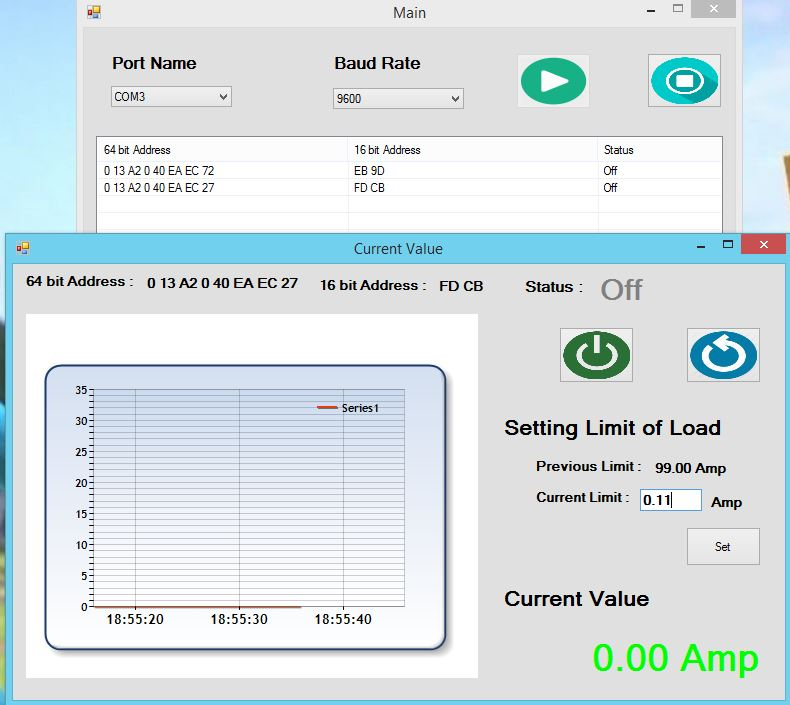 Main
Port Name
Baud Rate
COM3
9600
64 bit Address 16 bit Address Status
0 13 A2 0 40 EA EC 72 EB 9D Off
0 13 A2 0 40 EA EC 27 FD CB Off
Current Value
64 bit Address : 0 13 A2 0 40 EA EC 27 16 bit Address : FD CB Status : Off
35
30
25
20
15
10
5
0
Series1
18:55:20 18:55:30 18:55:40
Setting Limit of Load
Previous Limit : 99.00 Amp
Current Limit : 0.11 Amp
Set
Current Value
0.00 Amp